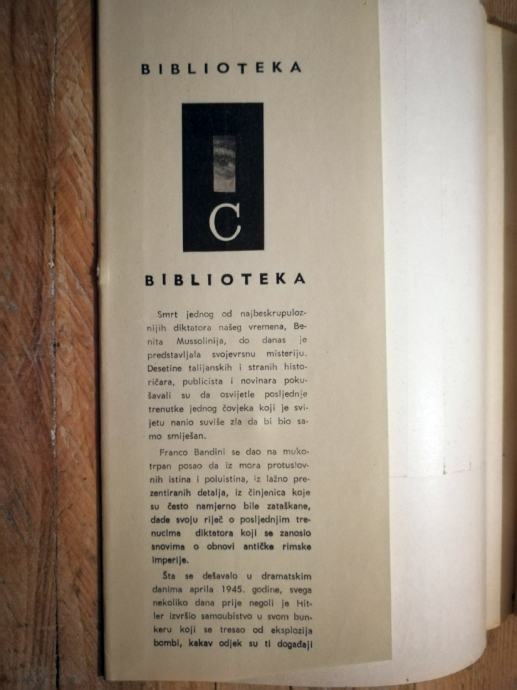 BIBLIOTEKA
C
BIBLIOTEKA
Smrt jednog od najbeskrupuloz-
nijih diktatora našeg vremena, Be-
nita Mussolinija, do danas je
predstavljala svojevrsnu misteriju.
Desetine talijanskih i stranih histo-
ričara, publicista i novinara poku-
šavali su da osvijetle posljednje
trenutke jednog čovjeka koji je svi-
jetu nanio suviše zla da bi bio sa-
mo smiješan.
Franco Bandini se dao na muko-
trpan posao da iz mora protuslov-
nih istina i poluistina, iz lažno pre-
zentiranih detalja, iz činjenica koje
su često namjerno bile zataškane,
dade svoju riječ o posljednjim tre-
nucima diktatora koji se zanosio
snovima o obnovi antičke rimske
imperije.
Šta se dešavalo u dramatskim
danima aprila 1945. godine, svega
nekoliko dana prije negoli je Hit-
ler izvršio samoubistvo u svom bun-
keru koji se tresao od eksplozija
bombi, kakav odjek su ti događaji